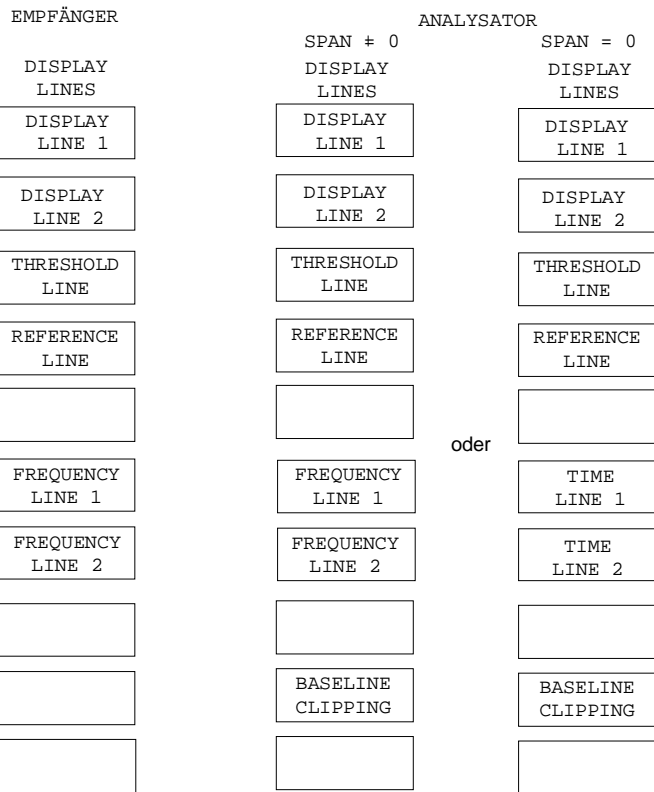 EMPFÄNGER
ANALYSATOR
SPAN ǂ 0
SPAN = 0
DISPLAY
LINES
DISPLAY
LINE 1
DISPLAY
LINE 2
THRESHOLD
LINE
REFERENCE
LINE
FREQUENCY
LINE 1
FREQUENCY
LINE 2
DISPLAY
LINES
DISPLAY
LINE 1
DISPLAY
LINE 2
THRESHOLD
LINE
REFERENCE
LINE
FREQUENCY
LINE 1
FREQUENCY
LINE 2
BASELINE
CLIPPING
oder
DISPLAY
LINES
DISPLAY
LINE 1
DISPLAY
LINE 2
THRESHOLD
LINE
REFERENCE
LINE
TIME
LINE 1
TIME
LINE 2
BASELINE
CLIPPING